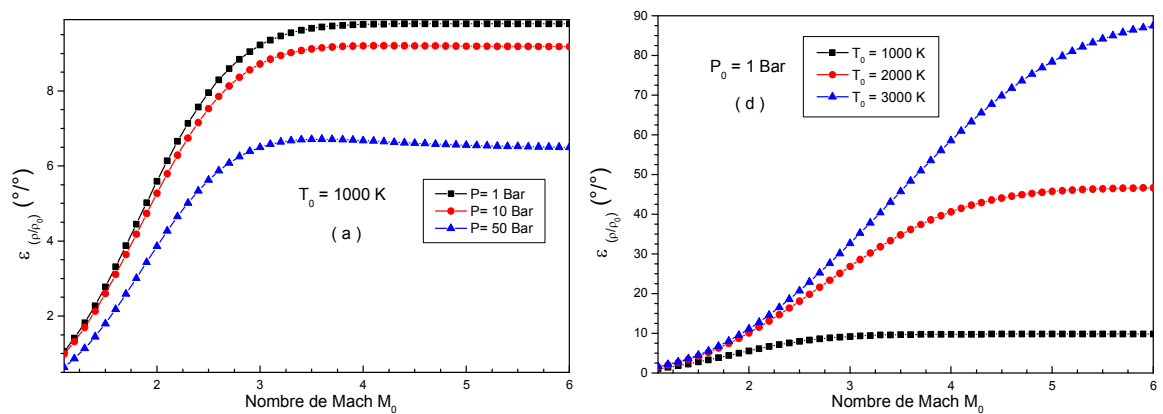 8
6
4
2
ε (ρ/ρ₀) (°/°)
T₀ = 1000 K
( a )
P= 1 Bar
P= 10 Bar
P= 50 Bar
2 3 4 5 6
Nombre de Mach M₀
90
80
70
60
50
40
30
20
10
0
ε (ρ/ρ₀) (°/°)
P₀ = 1 Bar
( d )
T₀ = 1000 K
T₀ = 2000 K
T₀ = 3000 K
2 3 4 5 6
Nombre de Mach M₀